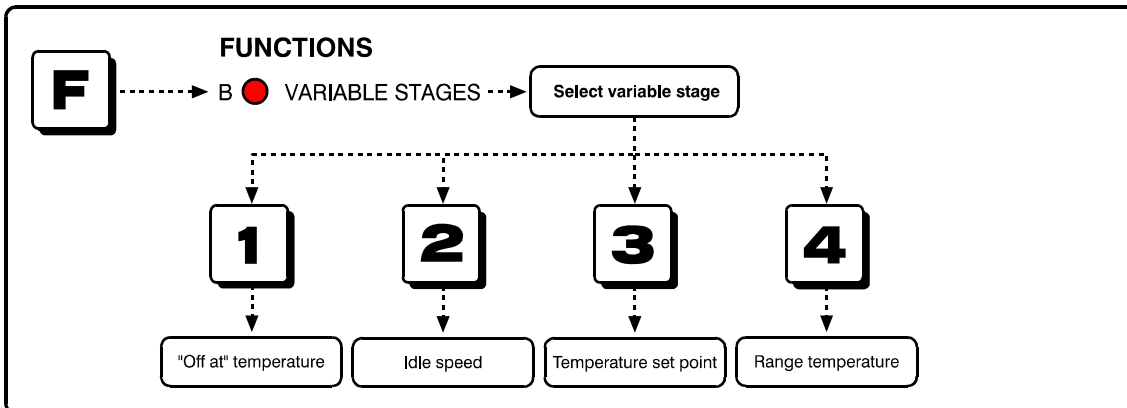 FUNCTIONS
F
B VARIABLE STAGES
Select variable stage
1
2
3
4
"Off at" temperature
Idle speed
Temperature set point
Range temperature